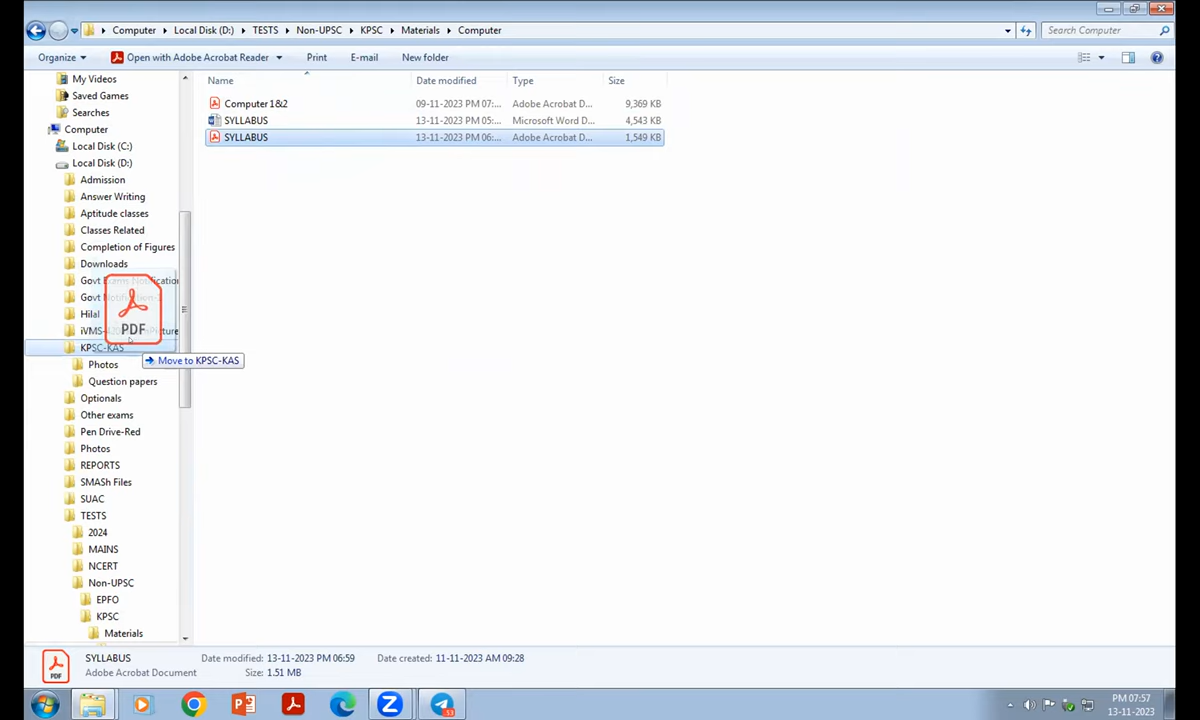 Computer Local Disk (D:) TESTS Non-UPSC KPSC Materials Computer
Search Computer
Organize Open with Adobe Acrobat Reader Print E-mail New folder
Name Date modified Type Size
Computer 1&2 09-11-2023 PM 07:... Adobe Acrobat D... 9,369 KB
SYLLABUS 13-11-2023 PM 05:... Microsoft Word D... 4,543 KB
SYLLABUS 13-11-2023 PM 06:... Adobe Acrobat D... 1,549 KB
My Videos
Saved Games
Searches
Computer
Local Disk (C:)
Local Disk (D:)
Admission
Answer Writing
Aptitude classes
Classes Related
Completion of Figures
Downloads
Govt Exams Notification
Govt
Hilal
PDF
KPSC-KAS
Move to KPSC-KAS
Photos
Question papers
Optionals
Other exams
Pen Drive-Red
Photos
REPORTS
SMASh Files
SUAC
TESTS
2024
MAINS
NCERT
Non-UPSC
EPFO
KPSC
Materials
SYLLABUS Date modified: 13-11-2023 PM 06:59 Date created: 11-11-2023 AM 09:28
Adobe Acrobat Document Size: 1.51 MB
PDF
PM 07:57
13-11-2023